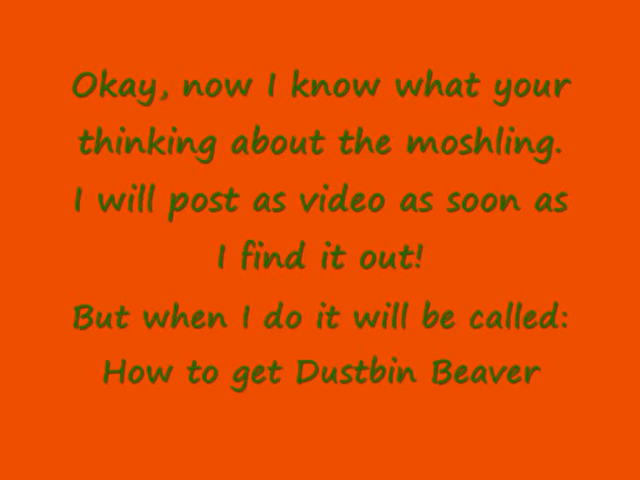 Okay, now I know what your
thinking about the moshling.
I will post as video as soon as
I find it out!
But when I do it will be called:
How to get Dustbin Beaver